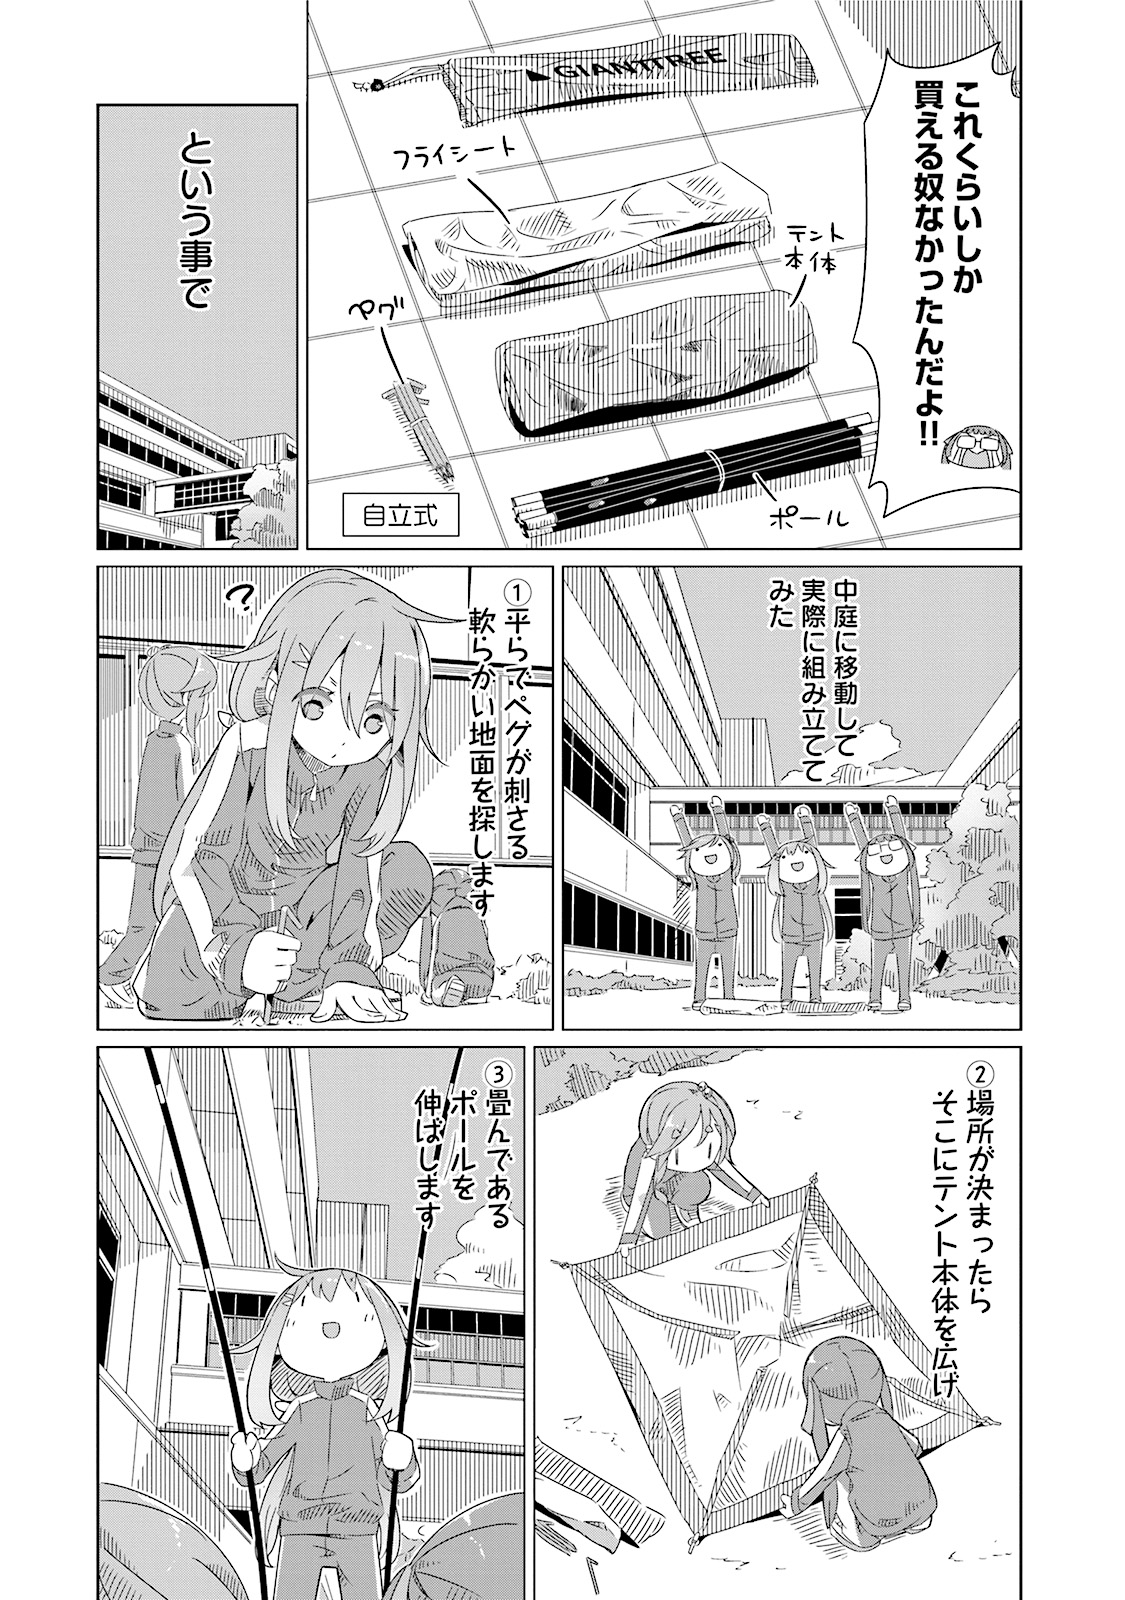 これくらいしか
買える奴なかったんだよ!!
GIANTTREE
フライシート
テント
本体
ペグ
ポール
自立式
という事で
中庭に移動して
実際に組み立てて
みた
?
①平らでペグが刺さる
軟らかい地面を探します
②場所が決まったら
そこにテント本体を広げ
③畳んである
ポールを
伸ばします